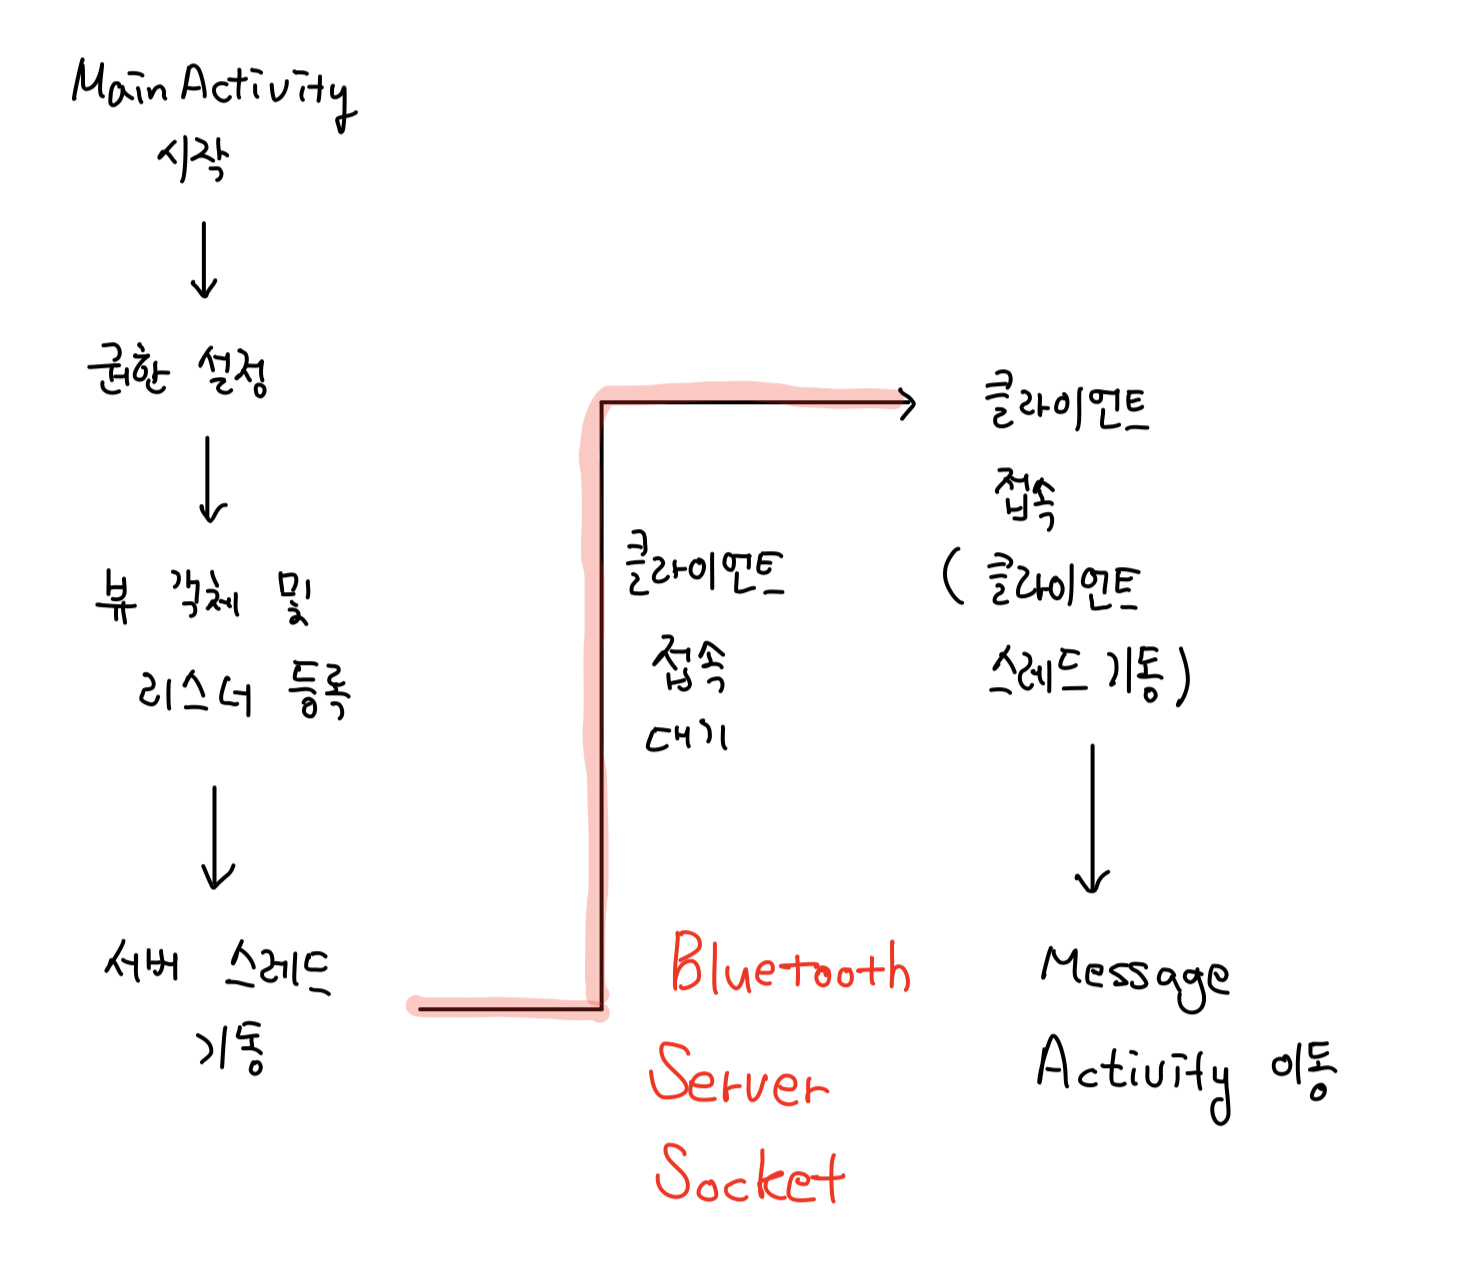 MainActivity
시작
권한 설정
뷰 객체 및
리스너 등록
서버 스레드
기동
클라이언트
접속
대기
Bluetooth
Server
Socket
클라이언트
접속
(클라이언트
스레드 기동)
Message
Activity 이동